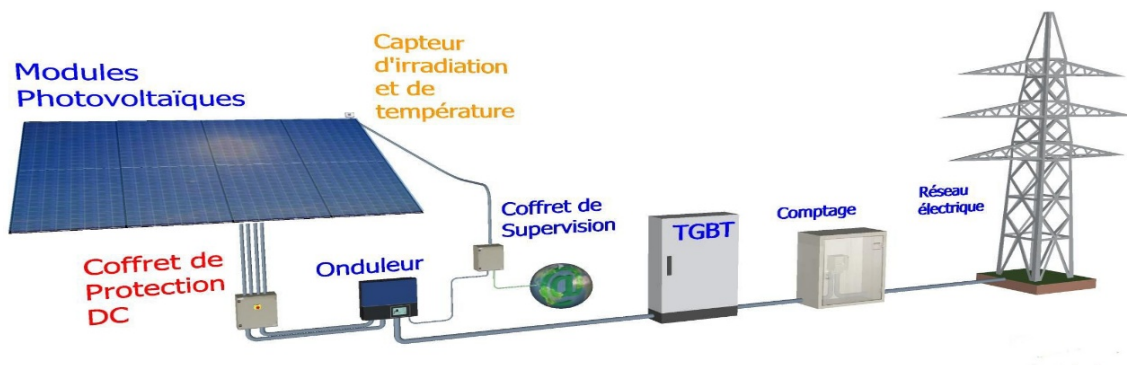 Modules
Photovoltaïques
Capteur
d'irradiation
et de
température
Coffret de
Protection
DC
Onduleur
Coffret de
Supervision
@
TGBT
Comptage
Réseau
électrique